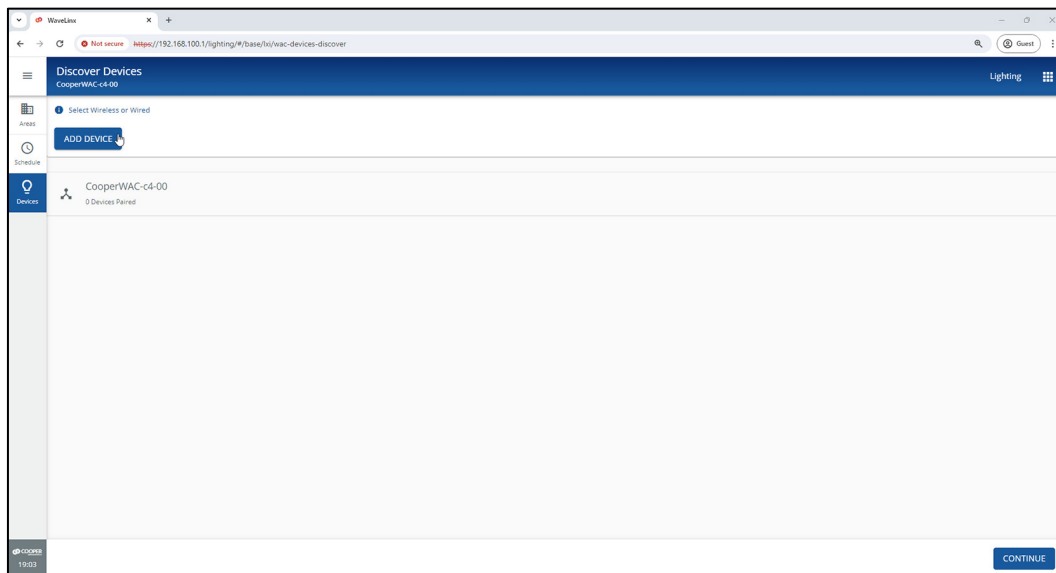 WaveLinx
Not secure https://192.168.100.1/lighting/#/base/lxi/wac-devices-discover
Guest
Discover Devices
CooperWAC-c4-00
Lighting
Areas
Schedule
Devices
Select Wireless or Wired
ADD DEVICE
CooperWAC-c4-00
0 Devices Paired
COOPER
19:03
CONTINUE